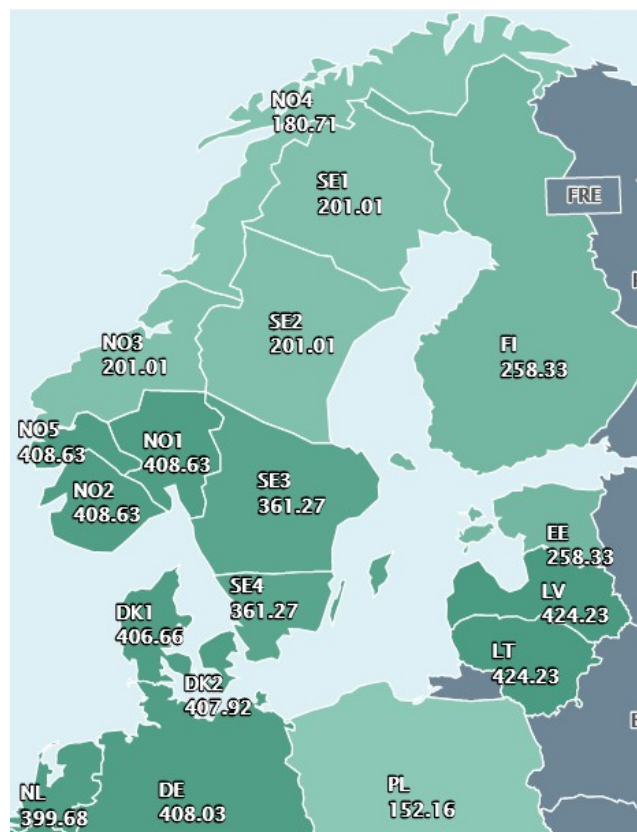 NO4
180.71
SE1
201.01
FRE
SE2
201.01
NO3
201.01
FI
258.33
NO5
408.63
NO1
408.63
NO2
408.63
SE3
361.27
EE
258.33
SE4
361.27
LV
424.23
DK1
406.66
LT
424.23
DK2
407.92
NL
399.68
DE
408.03
PL
152.16